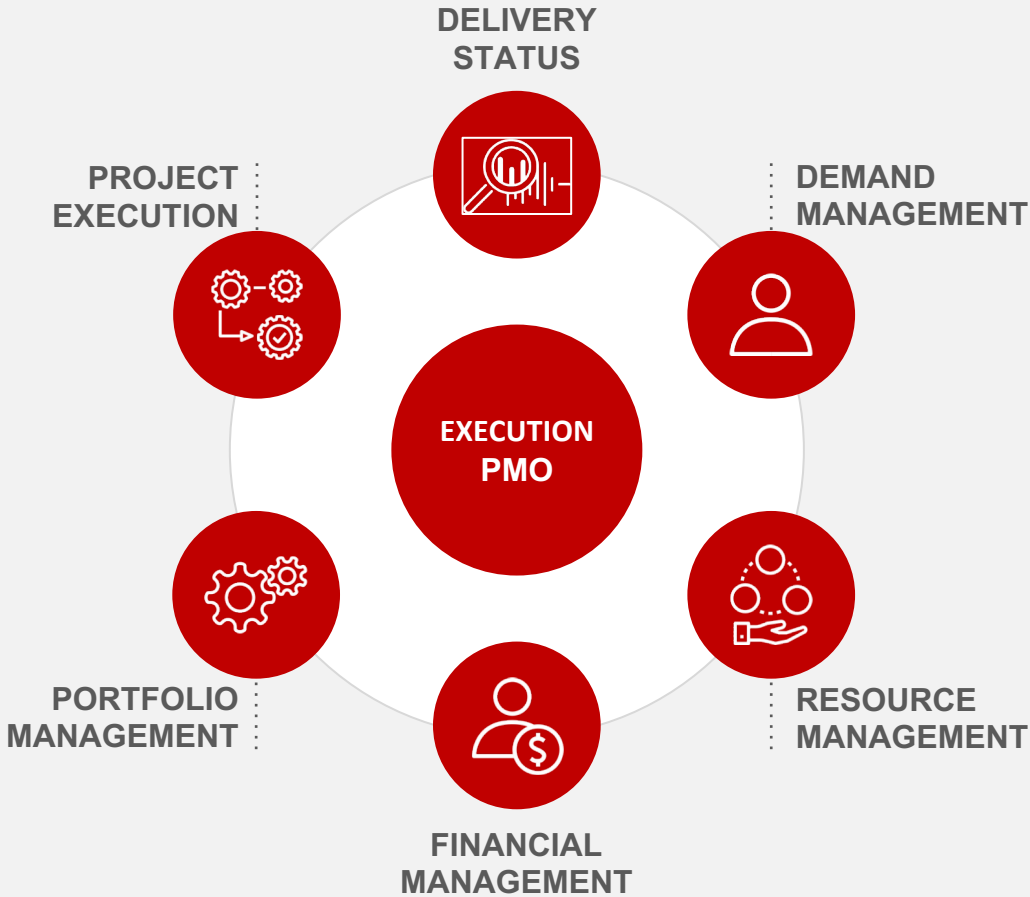 DELIVERY
STATUS
PROJECT
EXECUTION
DEMAND
MANAGEMENT
EXECUTION
PMO
PORTFOLIO
MANAGEMENT
RESOURCE
MANAGEMENT
$
FINANCIAL
MANAGEMENT